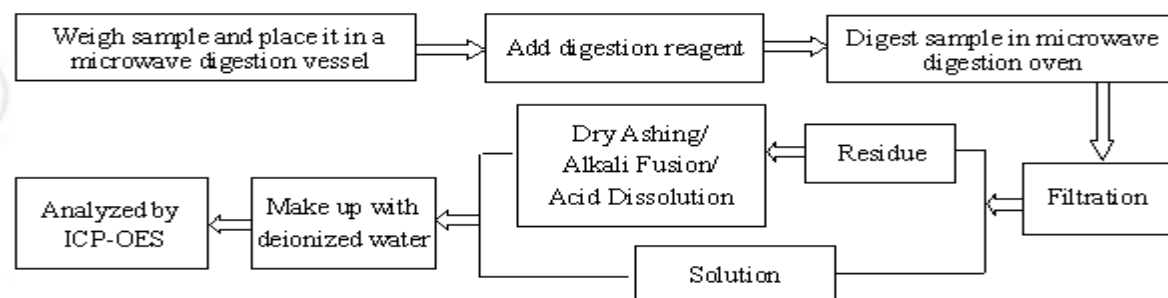 Weigh sample and place it in a
microwave digestion vessel
Add digestion reagent
Digest sample in microwave
digestion oven
Filtration
Residue
Dry Ashing/
Alkali Fusion/
Acid Dissolution
Solution
Make up with
deionized water
Analyzed by
ICP-OES